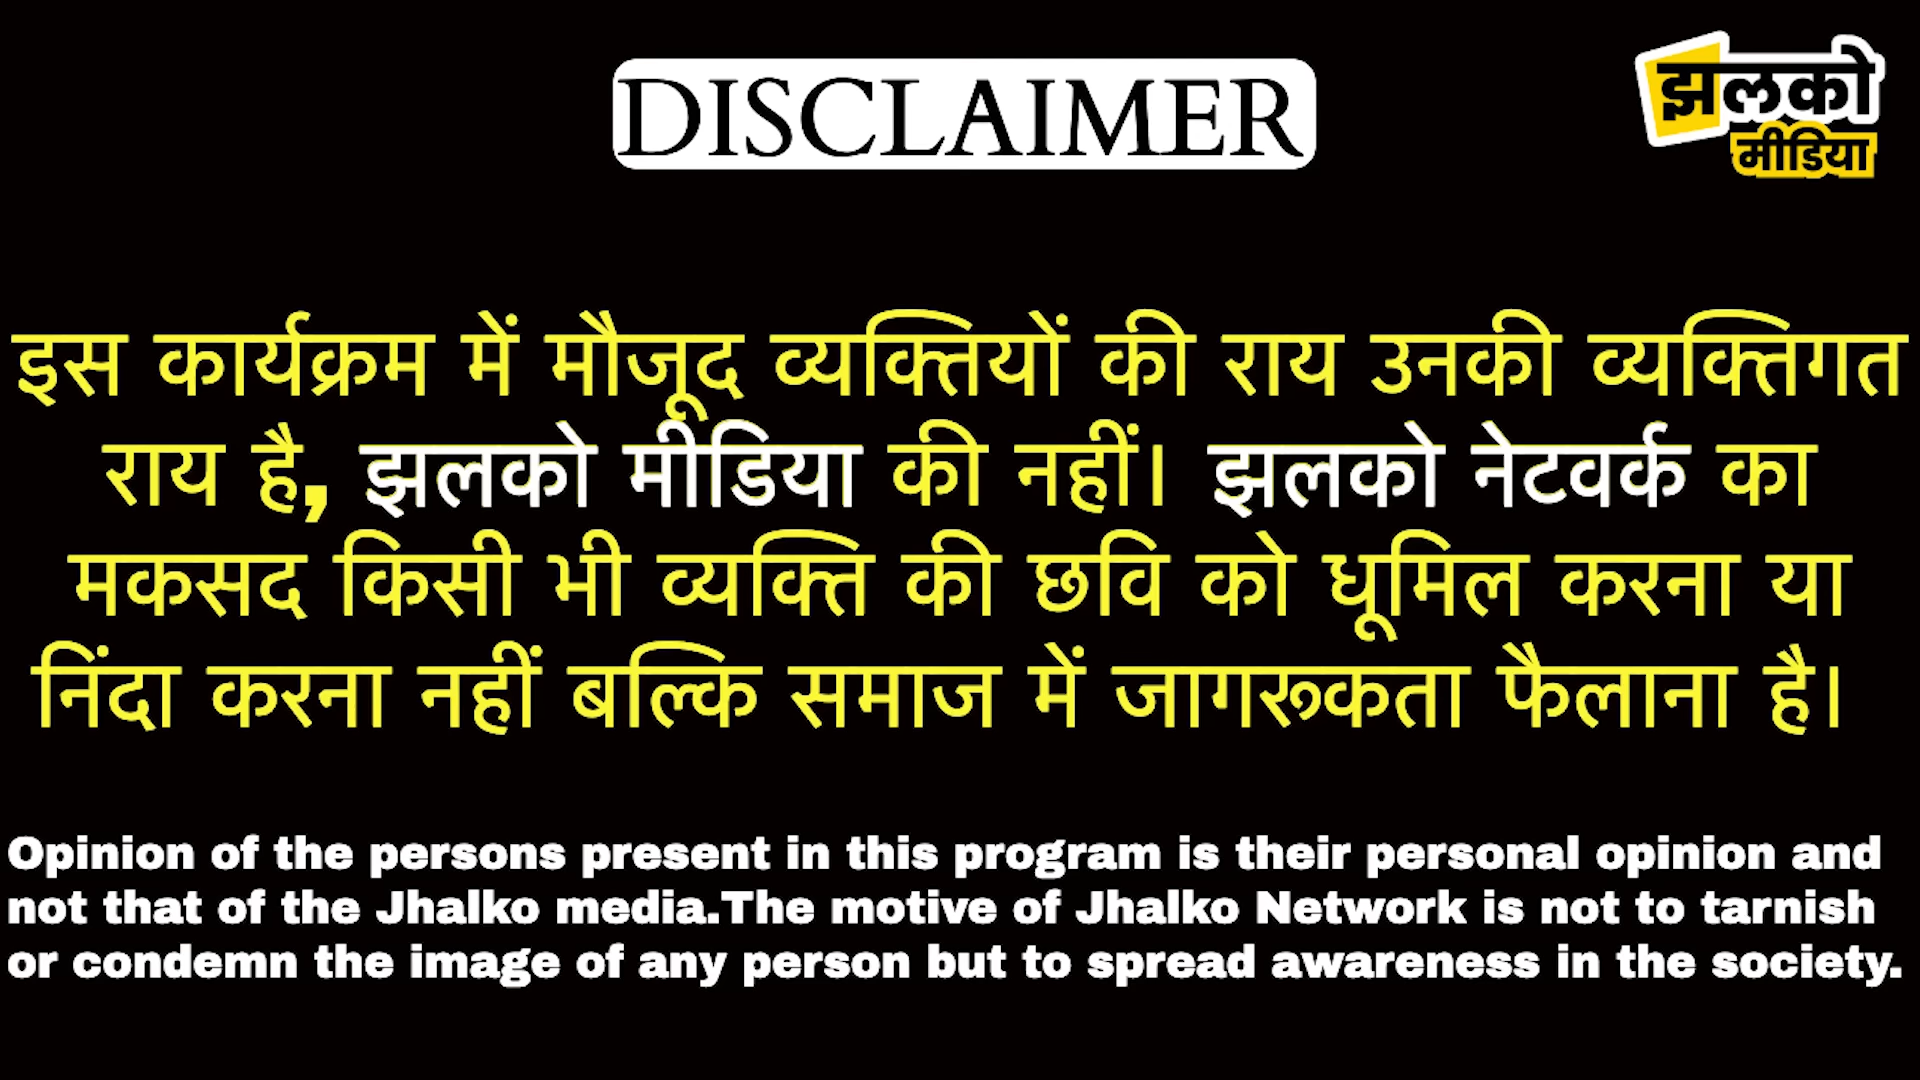 DISCLAIMER
झलको
मीडिया
इस कार्यक्रम में मौजूद व्यक्तियों की राय उनकी व्यक्तिगत
राय है, झलको मीडिया की नहीं। झलको नेटवर्क का
मकसद किसी भी व्यक्ति की छवि को धूमिल करना या
निंदा करना नहीं बल्कि समाज में जागरूकता फैलाना है।
Opinion of the persons present in this program is their personal opinion and
not that of the Jhalko media.The motive of Jhalko Network is not to tarnish
or condemn the image of any person but to spread awareness in the society.